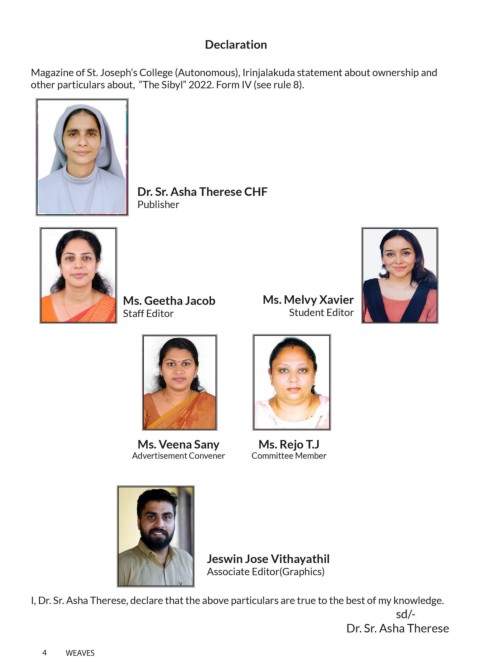 Declaration
Magazine of St. Joseph's College (Autonomous), Irinjalakuda statement about ownership and
other particulars about, "The Sibyl" 2022. Form IV (see rule 8).
Dr. Sr. Asha Therese CHF
Publisher
Ms. Geetha Jacob
Staff Editor
Ms. Melvy Xavier
Student Editor
Ms. Veena Sany
Advertisement Convener
Ms. Rejo T.J
Committee Member
Jeswin Jose Vithayathil
Associate Editor(Graphics)
I, Dr. Sr. Asha Therese, declare that the above particulars are true to the best of my knowledge.
sd/-
Dr. Sr. Asha Therese
4 WEAVES